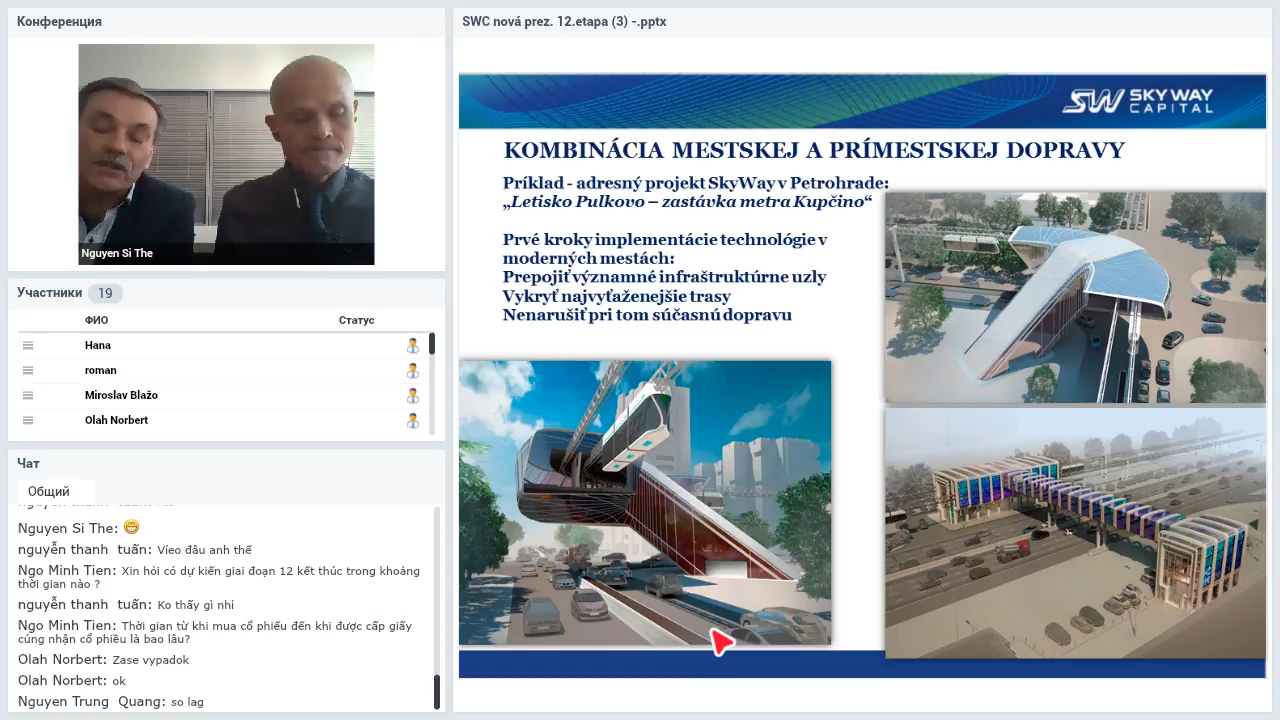 Конференция
Nguyen Si The
Участники 19
ФИО Статус
Hana
roman
Miroslav Blažo
Olah Norbert
Чат
Общий
Nguyen Si The:
nguyễn thanh tuấn: Víeo đâu anh thế
Ngo Minh Tien: Xin hỏi có dự kiến giai đoạn 12 kết thúc trong khoảng
thời gian nào ?
nguyễn thanh tuấn: Ko thấy gì nhỉ
Ngo Minh Tien: Thời gian từ khi mua cổ phiếu đến khi được cấp giấy
cúng nhận cổ phiều là bao lâu?
Olah Norbert: Zase vypadok
Olah Norbert: ok
Nguyen Trung Quang: so lag
SWC nová prez. 12.etapa (3) -.pptx
SW SKY WAY
CAPITAL
KOMBINÁCIA MESTSKEJ A PRÍMESTSKEJ DOPRAVY
Príklad - adresný projekt SkyWay v Petrohrade:
„Letisko Pulkovo – zastávka metra Kupčino“
Prvé kroky implementácie technológie v
moderných mestách:
Prepojiť významné infraštruktúrne uzly
Vykryť najvyťaženejšie trasy
Nenarušiť pri tom súčasnú dopravu